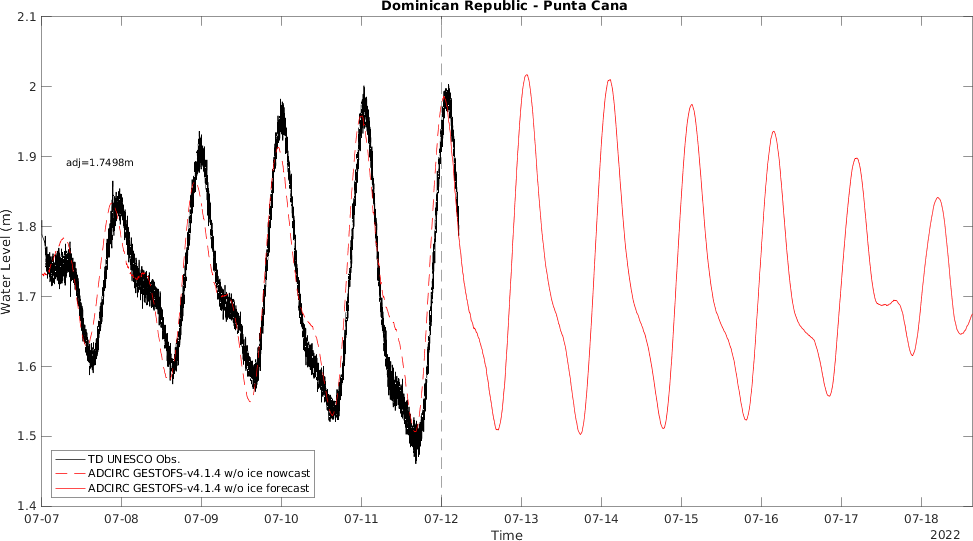 Dominican Republic - Punta Cana
2.1
2
1.9
1.8
1.7
1.6
1.5
1.4
Water Level (m)
adj=1.7498m
TD UNESCO Obs.
ADCIRC GESTOFS-v4.1.4 w/o ice nowcast
ADCIRC GESTOFS-v4.1.4 w/o ice forecast
07-07 07-08 07-09 07-10 07-11 07-12 07-13 07-14 07-15 07-16 07-17 07-18
Time
2022